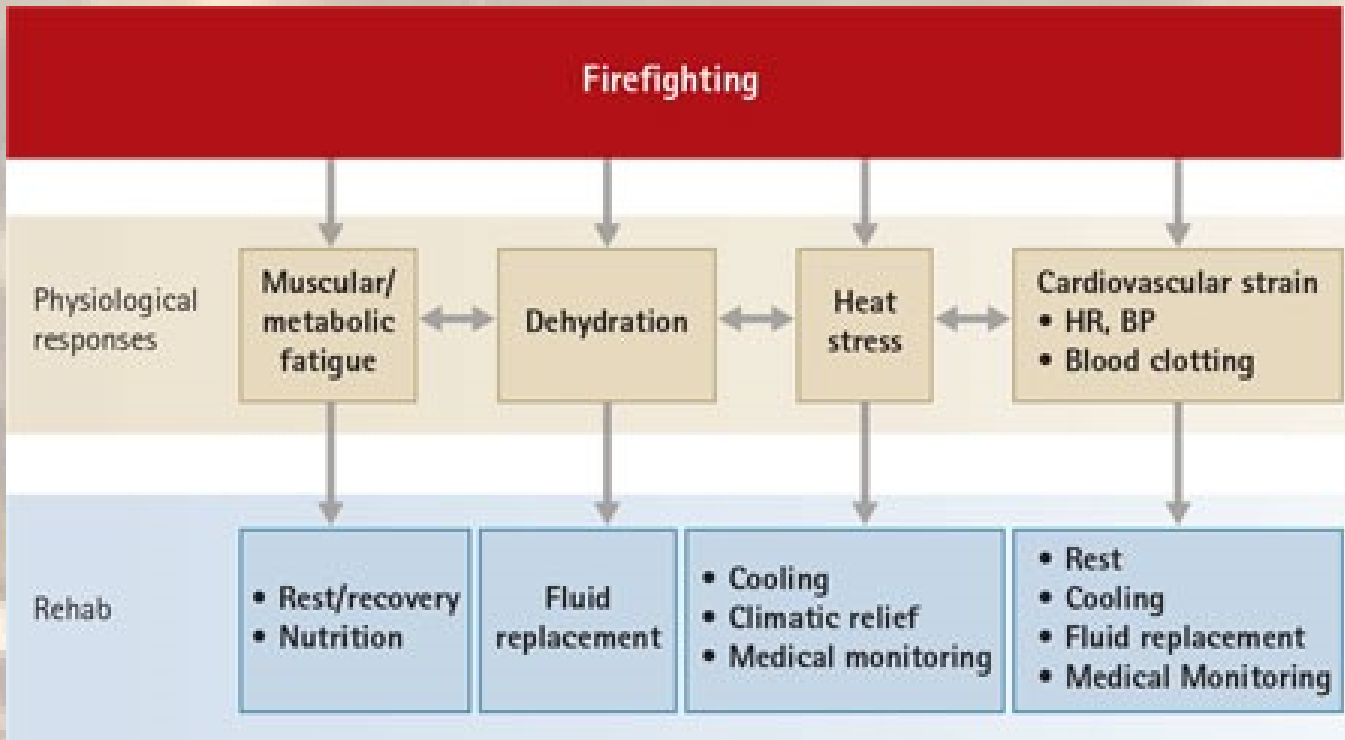 Firefighting
Physiological
responses
Muscular/
metabolic
fatigue
Dehydration
Heat
stress
Cardiovascular strain
• HR, BP
• Blood clotting
Rehab
• Rest/recovery
• Nutrition
Fluid
replacement
• Cooling
• Climatic relief
• Medical monitoring
• Rest
• Cooling
• Fluid replacement
• Medical Monitoring